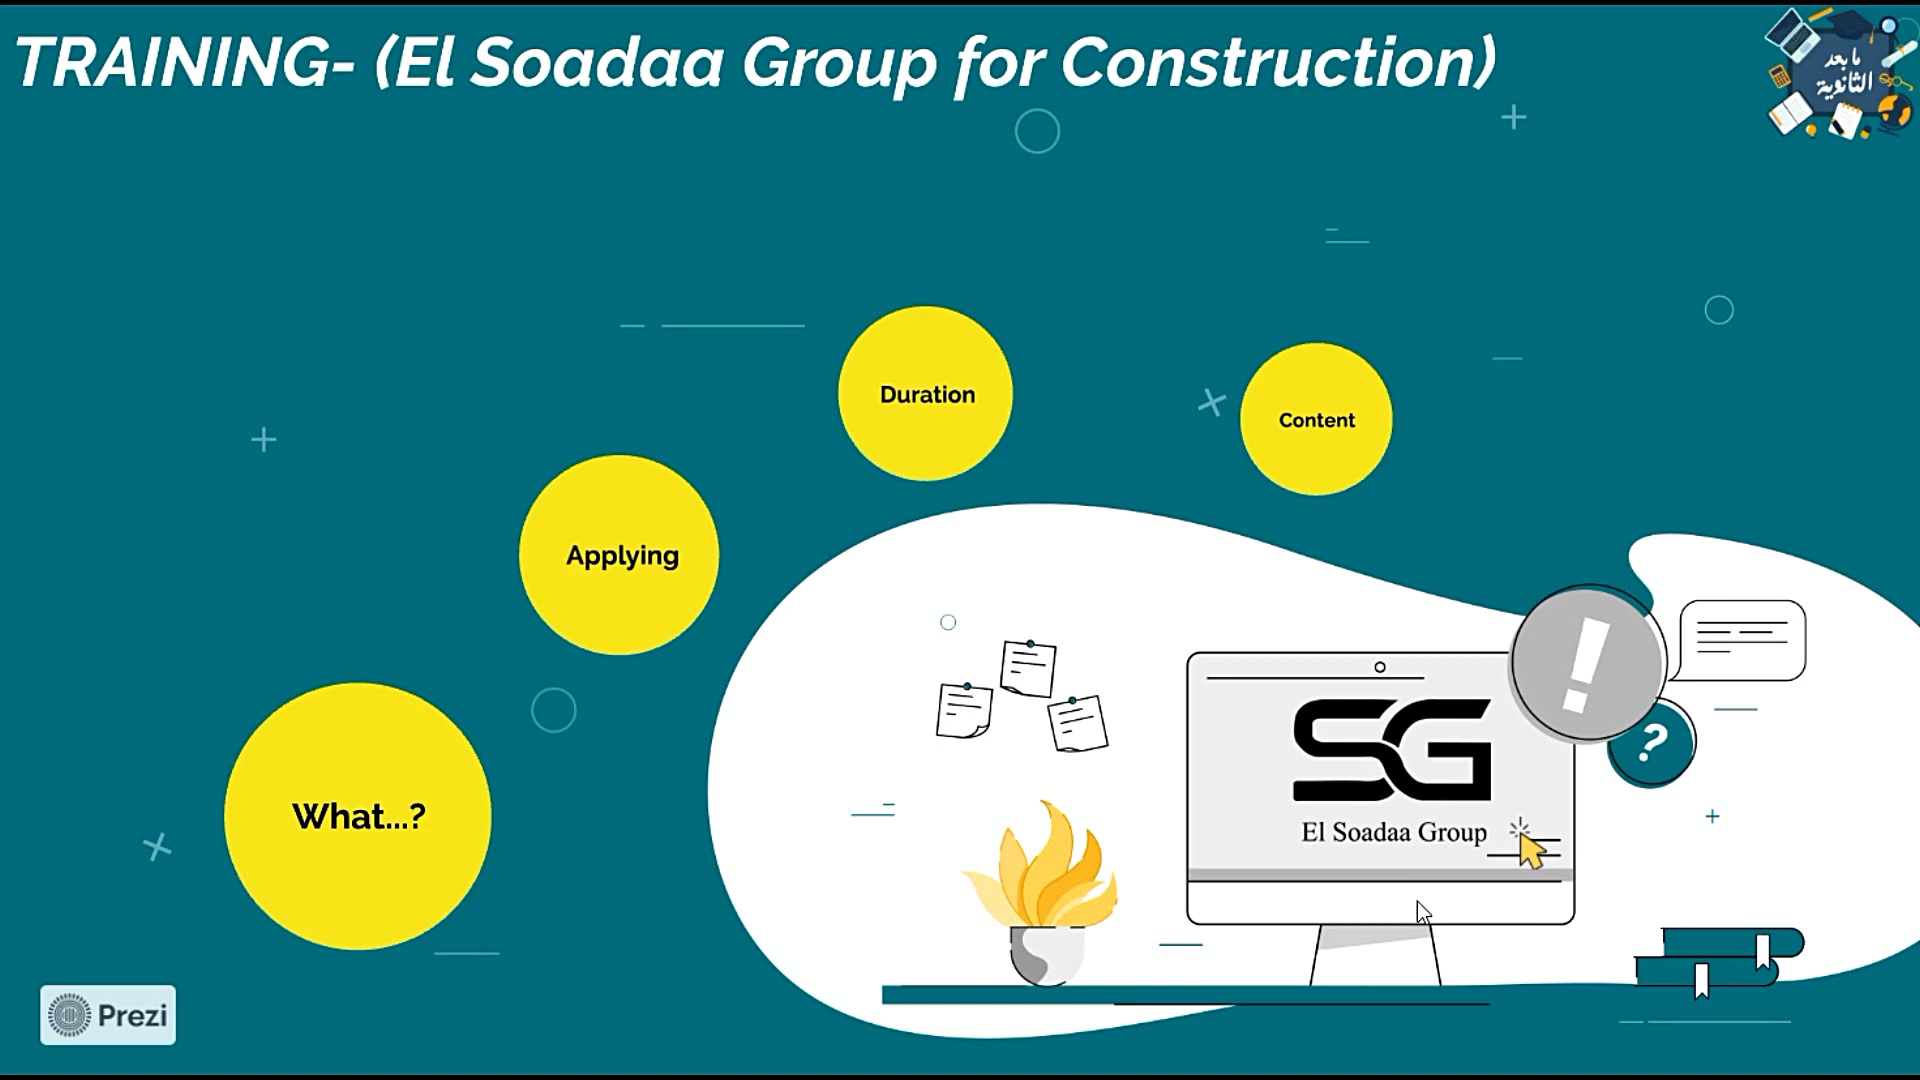 TRAINING- (El Soadaa Group for Construction)
ما بعد
الثانوية
Duration
Content
Applying
What...?
!
?
SG
El Soadaa Group
Prezi